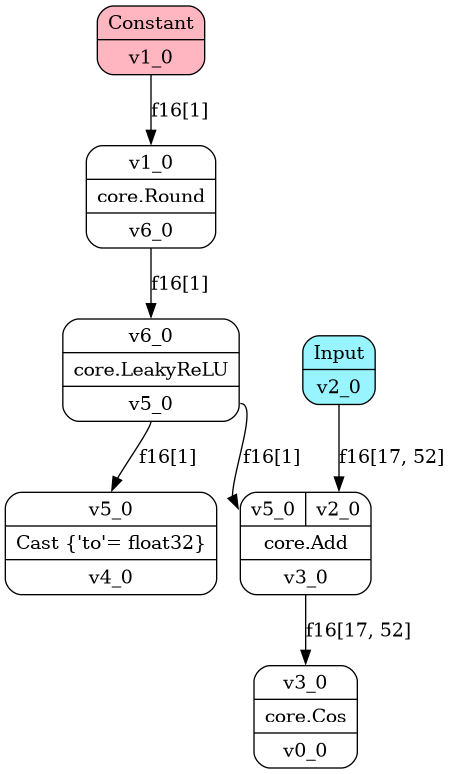 Constant
v1_0
f16[1]
v1_0
core.Round
v6_0
f16[1]
v6_0
core.LeakyReLU
v5_0
Input
v2_0
f16[1]
f16[1]
f16[17, 52]
v5_0
Cast {'to'= float32}
v4_0
v5_0 v2_0
core.Add
v3_0
f16[17, 52]
v3_0
core.Cos
v0_0